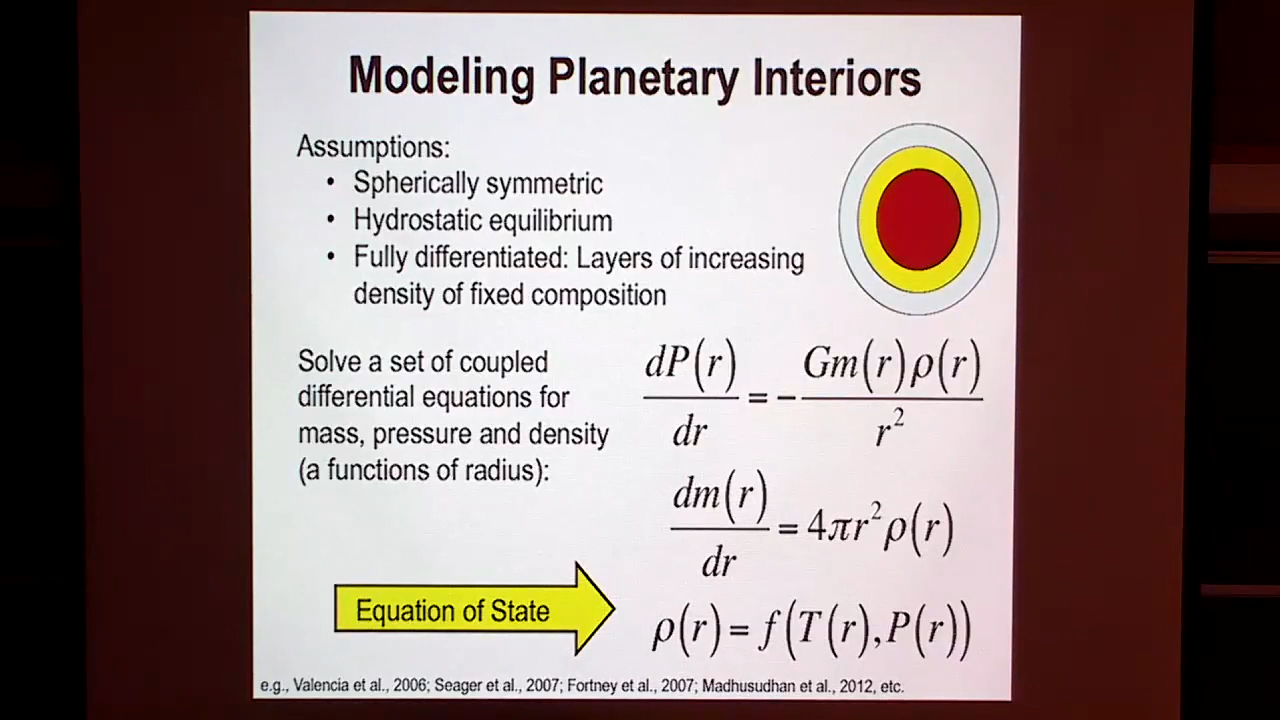 Modeling Planetary Interiors
Assumptions:
• Spherically symmetric
• Hydrostatic equilibrium
• Fully differentiated: Layers of increasing
density of fixed composition
Solve a set of coupled
differential equations for
mass, pressure and density
(a functions of radius):
dP(r)/dr = -Gm(r)ρ(r)/r²
dm(r)/dr = 4πr²ρ(r)
Equation of State
ρ(r) = f(T(r),P(r))
e.g., Valencia et al., 2006; Seager et al., 2007; Fortney et al., 2007; Madhusudhan et al., 2012, etc.